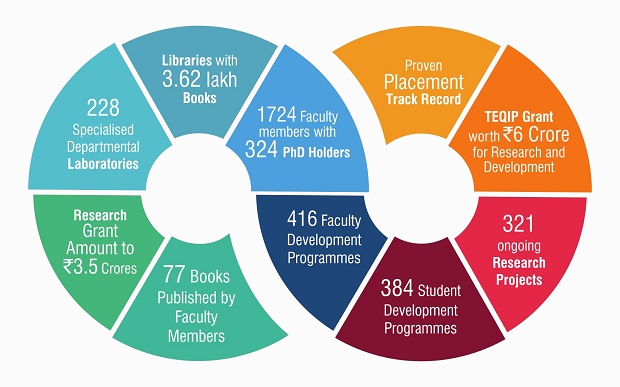 Libraries with
3.62 lakh
Books
228
Specialised
Departmental
Laboratories
1724 Faculty
members with
324 PhD Holders
Research
Grant
Amount to
₹3.5 Crores
77 Books
Published by
Faculty
Members
416 Faculty
Development
Programmes
Proven
Placement
Track Record
TEQIP Grant
worth ₹6 Crore
for Research and
Development
321
ongoing
Research
Projects
384 Student
Development
Programmes